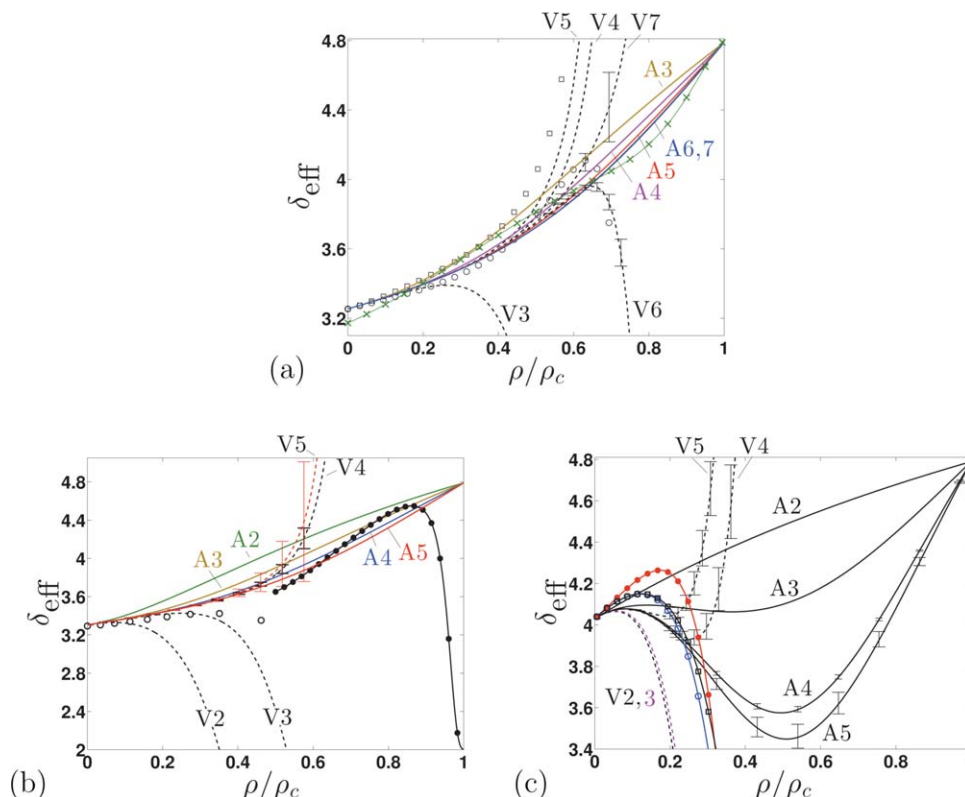 V5 V4 V7
4.8
A3
4.4
A6,7
A5
4
A4
δeff
3.6
V3
V6
3.2
0 0.2 0.4 0.6 0.8 1
(a)
ρ/ρc
V5
V4
4.8
A2
4.4
A3
A4
A5
4
3.6
δeff
3.2
2.8
2.4
V2
V3
2
0 0.2 0.4 0.6 0.8 1
(b)
ρ/ρc
V5 V4
4.8
4.6
A2
4.4
4.2
A3
δeff
4
3.8
V2,3
A4
3.6
A5
3.4
0 0.2 0.4 0.6 0.8
(c)
ρ/ρc